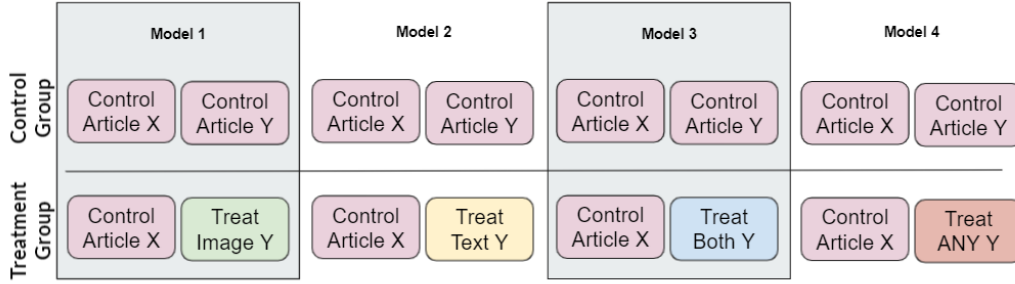 Model 1
Model 2
Model 3
Model 4
Control
Group
Control
Article X
Control
Article Y
Control
Article X
Control
Article Y
Control
Article X
Control
Article Y
Control
Article X
Control
Article Y
Treatment
Group
Control
Article X
Treat
Image Y
Control
Article X
Treat
Text Y
Control
Article X
Treat
Both Y
Control
Article X
Treat
ANY Y